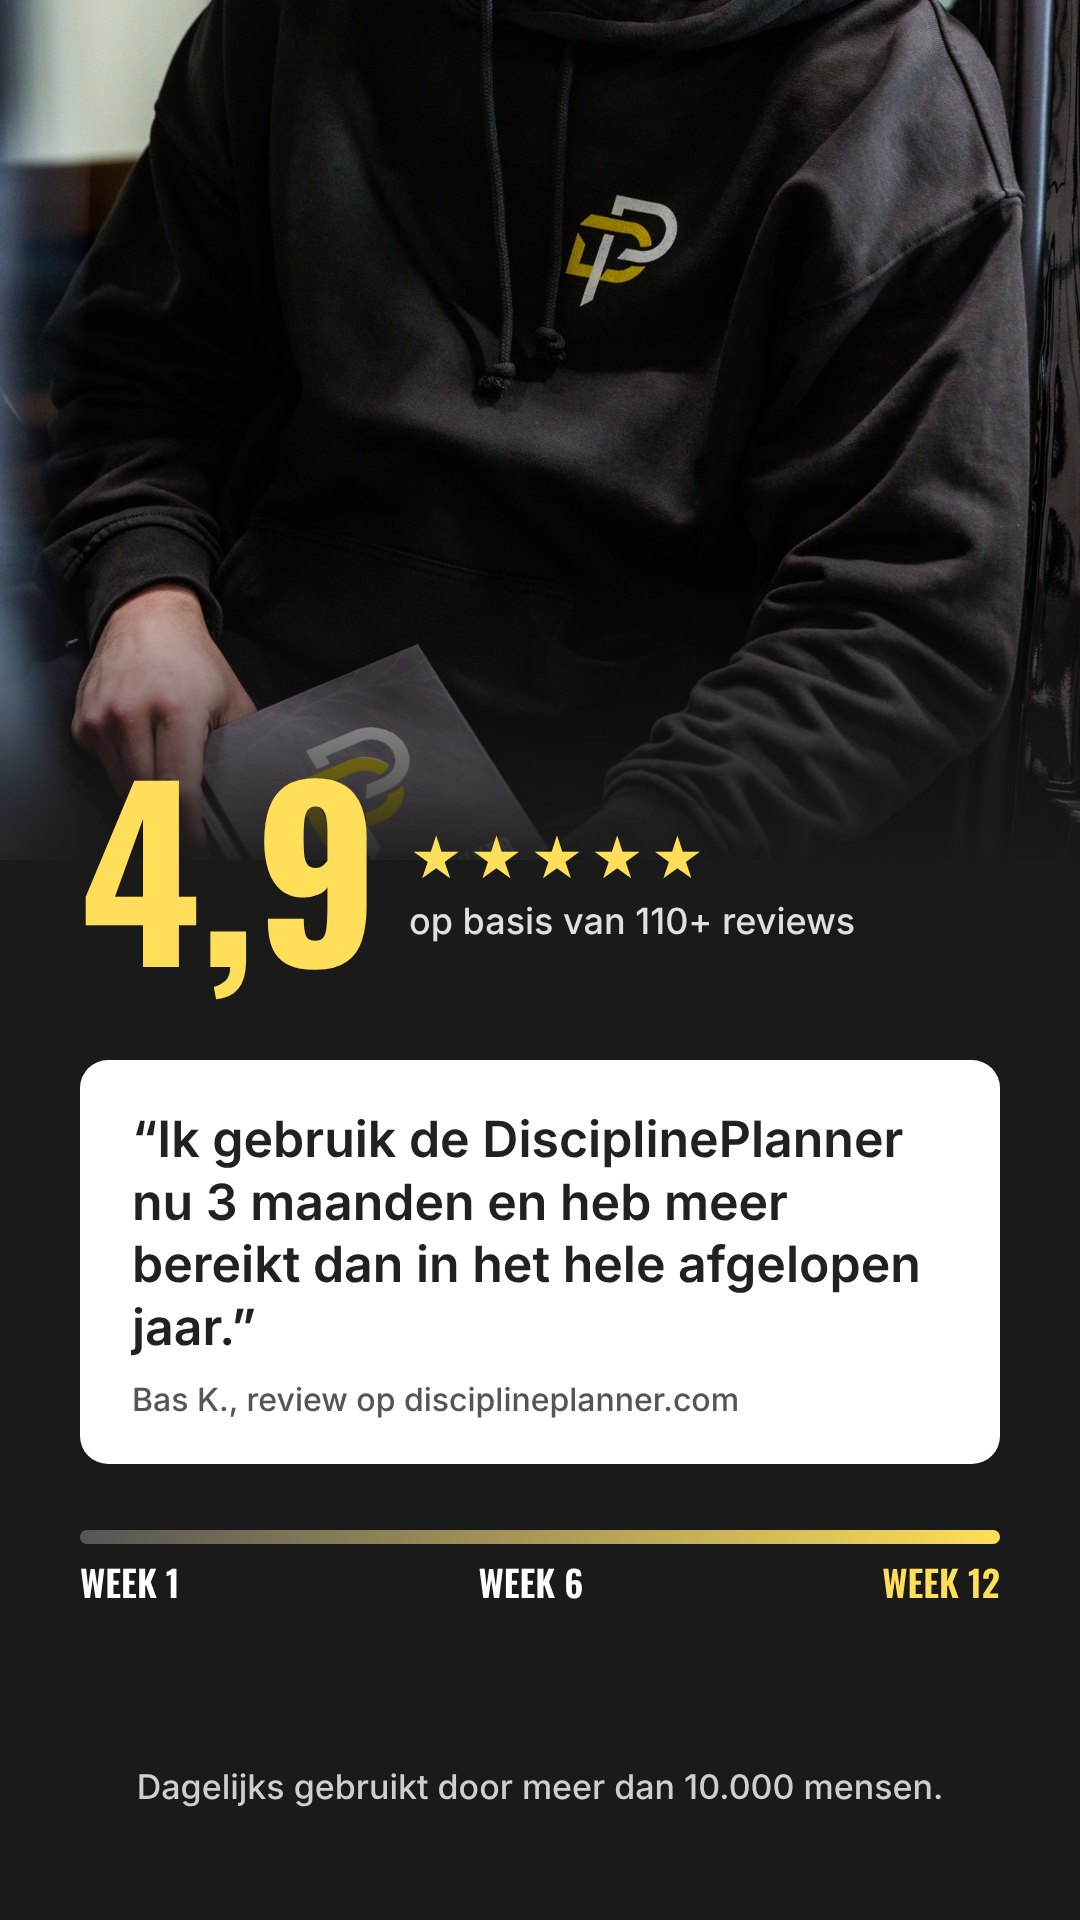 4,9
★★★★★
op basis van 110+ reviews
“Ik gebruik de DisciplinePlanner
nu 3 maanden en heb meer
bereikt dan in het hele afgelopen
jaar.”
Bas K., review op disciplineplanner.com
WEEK 1 WEEK 6 WEEK 12
Dagelijks gebruikt door meer dan 10.000 mensen.